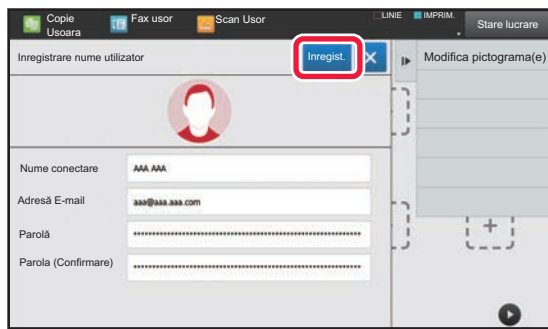 Copie Usoara
Fax usor
Scan Usor
LINIE
IMPRIM.
Stare lucrare
Inregistrare nume utilizator
Inregist.
Modifica pictograma(e)
Nume conectare
AAA AAA
Adresă E-mail
aaa@aaa.aaa.com
Parolă
Parola (Confirmare)